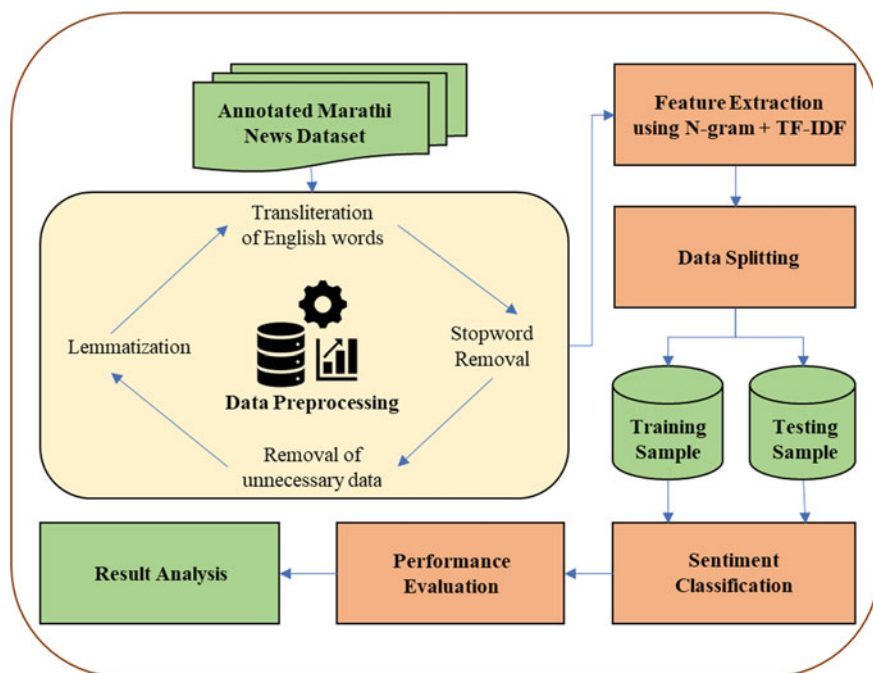 Annotated Marathi
News Dataset
Transliteration
of English words
Stopword
Removal
Removal of
unnecessary data
Lemmatization
Data Preprocessing
Feature Extraction
using N-gram + TF-IDF
Data Splitting
Training
Sample
Testing
Sample
Sentiment
Classification
Performance
Evaluation
Result Analysis